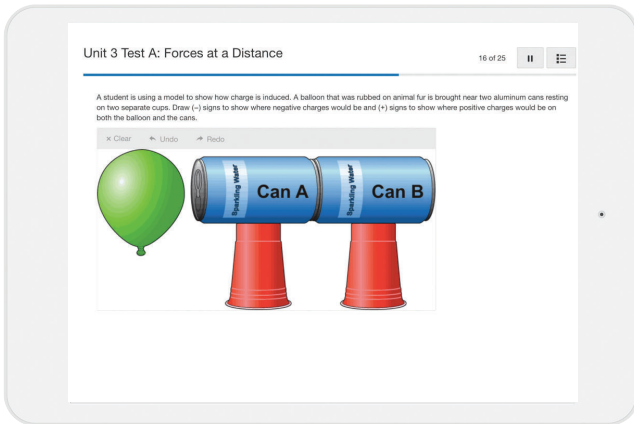 Unit 3 Test A: Forces at a Distance
16 of 25
A student is using a model to show how charge is induced. A balloon that was rubbed on animal fur is brought near two aluminum cans resting
on two separate cups. Draw (–) signs to show where negative charges would be and (+) signs to show where positive charges would be on
both the balloon and the cans.
× Clear Undo Redo
Sparkling Water
Can A
Sparkling Water
Can B